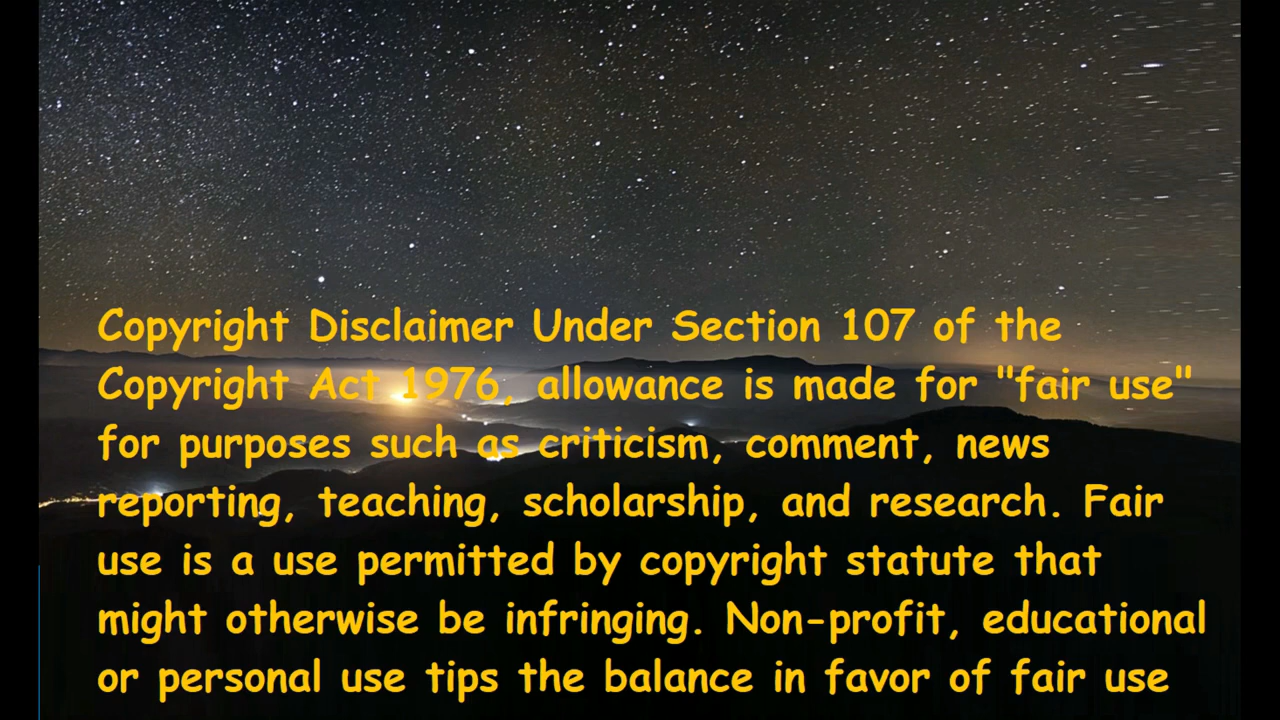 Copyright Disclaimer Under Section 107 of the
Copyright Act 1976, allowance is made for "fair use"
for purposes such as criticism, comment, news
reporting, teaching, scholarship, and research. Fair
use is a use permitted by copyright statute that
might otherwise be infringing. Non-profit, educational
or personal use tips the balance in favor of fair use